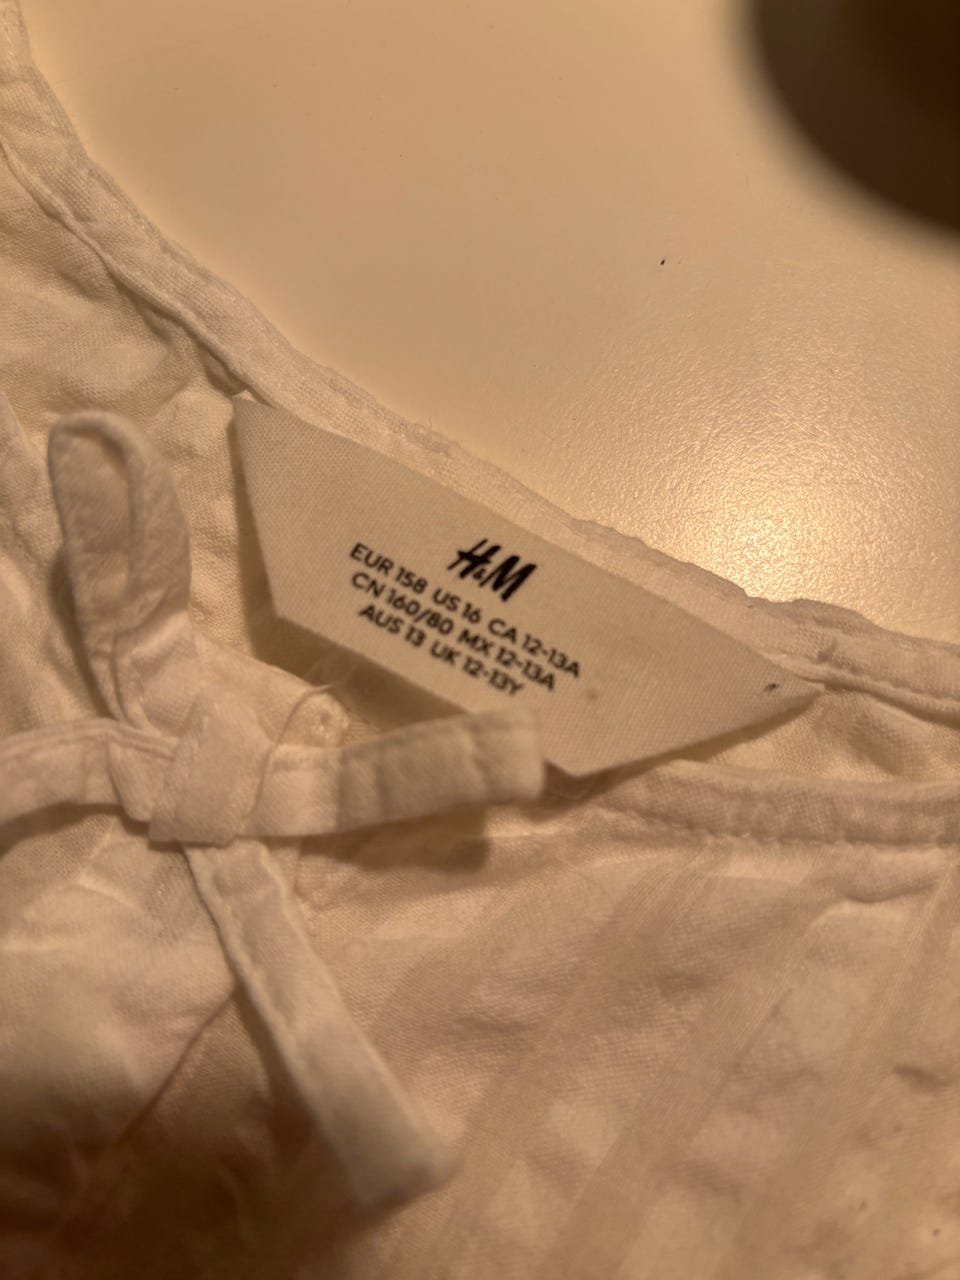 H&M
EUR 158 US 16 CA 12-13A
CN 160/80 MX 12-13A
AUS 13 UK 12-13Y